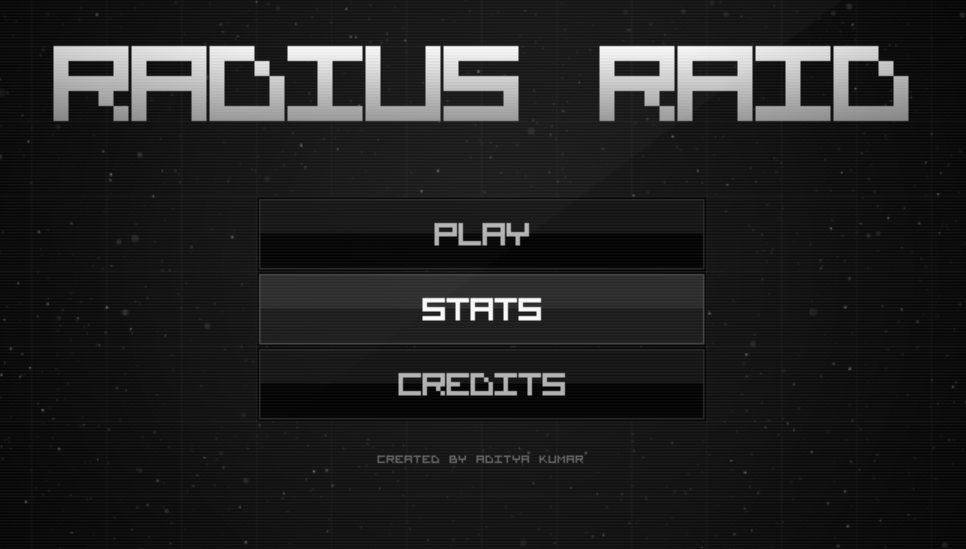 RADIUS RAID
PLAY
STATS
CREDITS
CREATED BY ADITYA KUMAR